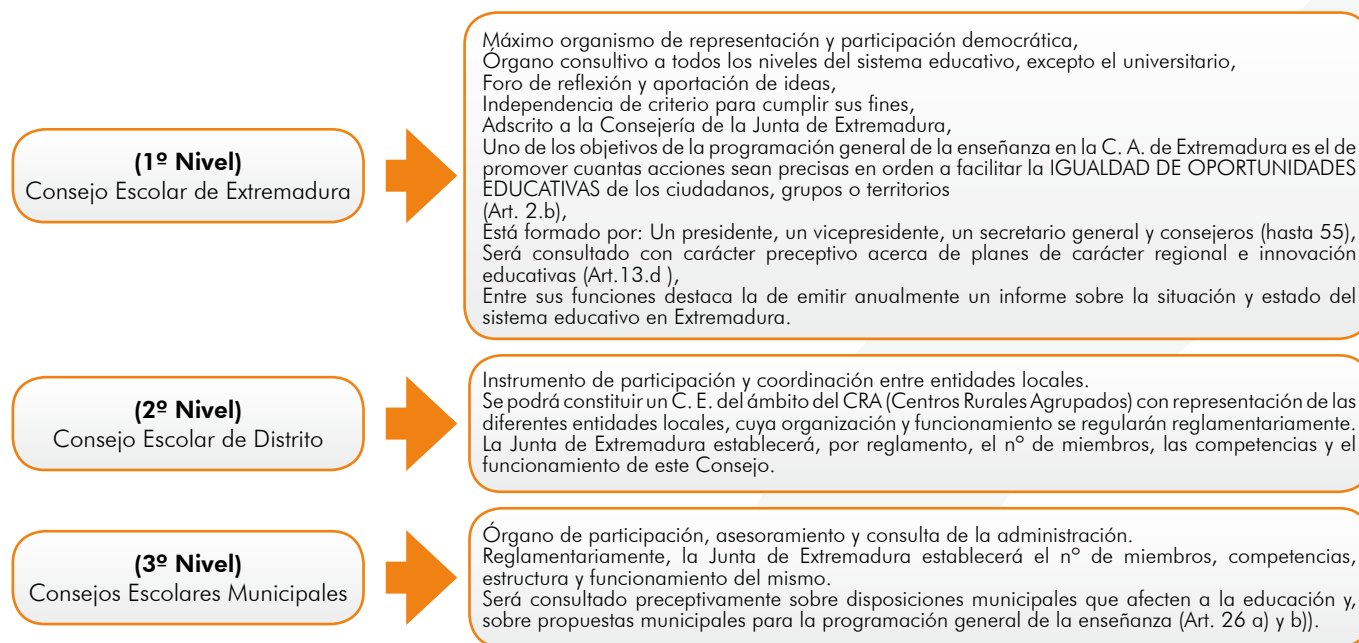 (1º Nivel)
Consejo Escolar de Extremadura
Máximo organismo de representación y participación democrática,
Órgano consultivo a todos los niveles del sistema educativo, excepto el universitario,
Foro de reflexión y aportación de ideas,
Independencia de criterio para cumplir sus fines,
Adscrito a la Consejería de la Junta de Extremadura,
Uno de los objetivos de la programación general de la enseñanza en la C. A. de Extremadura es el de
promover cuantas acciones sean precisas en orden a facilitar la IGUALDAD DE OPORTUNIDADES
EDUCATIVAS de los ciudadanos, grupos o territorios
(Art. 2.b),
Está formado por: Un presidente, un vicepresidente, un secretario general y consejeros (hasta 55),
Será consultado con carácter preceptivo acerca de planes de carácter regional e innovación
educativas (Art.13.d ),
Entre sus funciones destaca la de emitir anualmente un informe sobre la situación y estado del
sistema educativo en Extremadura.
(2º Nivel)
Consejo Escolar de Distrito
Instrumento de participación y coordinación entre entidades locales.
Se podrá constituir un C. E. del ámbito del CRA (Centros Rurales Agrupados) con representación de las
diferentes entidades locales, cuya organización y funcionamiento se regularán reglamentariamente.
La Junta de Extremadura establecerá, por reglamento, el nº de miembros, las competencias y el
funcionamiento de este Consejo.
(3º Nivel)
Consejos Escolares Municipales
Órgano de participación, asesoramiento y consulta de la administración.
Reglamentariamente, la Junta de Extremadura establecerá el nº de miembros, competencias,
estructura y funcionamiento del mismo.
Será consultado preceptivamente sobre disposiciones municipales que afecten a la educación y,
sobre propuestas municipales para la programación general de la enseñanza (Art. 26 a) y b)).